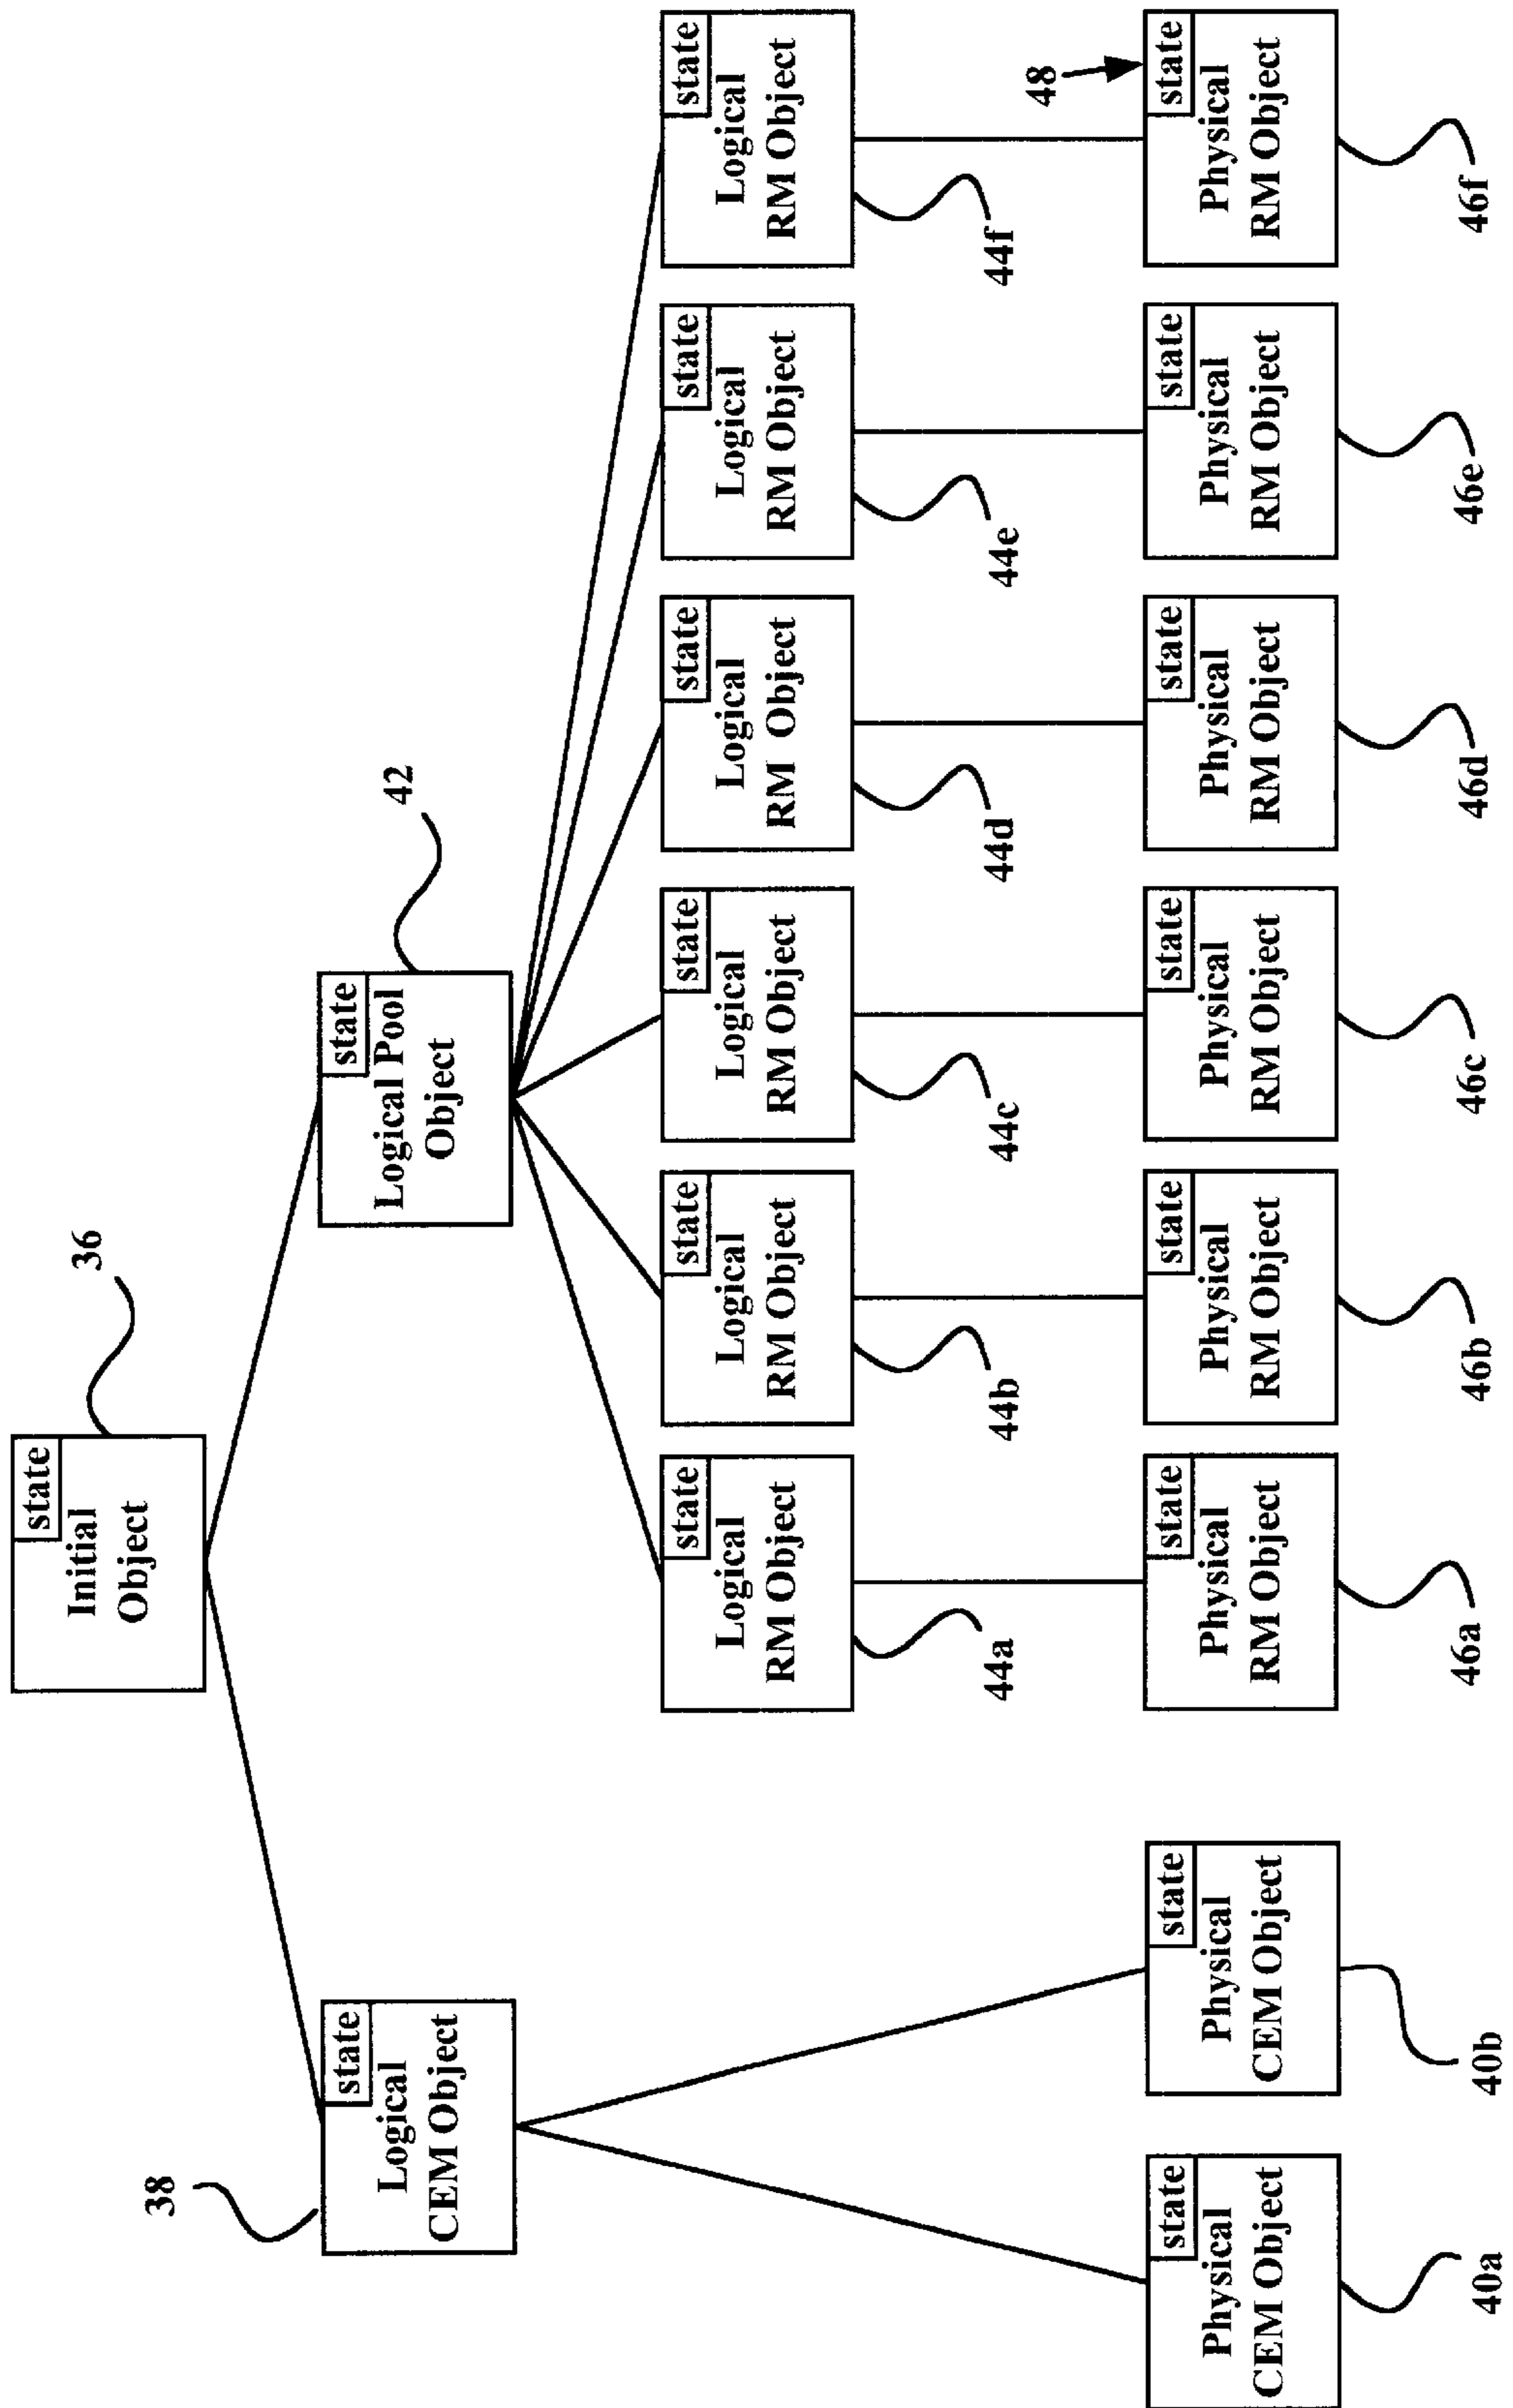 state
Initial
Object
36
38
state
Logical
CEM Object
state
Logical Pool
Object
42
state
Logical
RM Object
44a
state
Logical
RM Object
44b
state
Logical
RM Object
44c
state
Logical
RM Object
44d
state
Logical
RM Object
44e
state
Logical
RM Object
44f
48
state
Physical
CEM Object
40a
state
Physical
CEM Object
40b
state
Physical
RM Object
46a
state
Physical
RM Object
46b
state
Physical
RM Object
46c
state
Physical
RM Object
46d
state
Physical
RM Object
46e
state
Physical
RM Object
46f